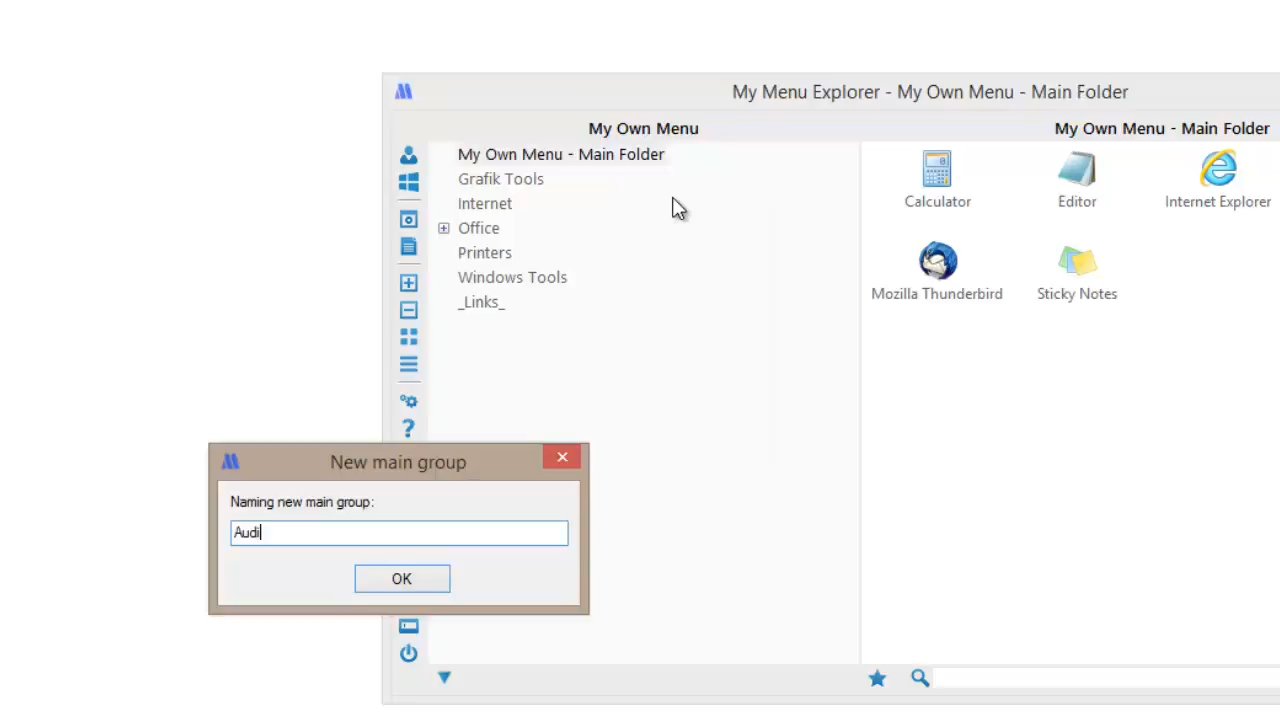 My Menu Explorer - My Own Menu - Main Folder
My Own Menu
My Own Menu - Main Folder
My Own Menu - Main Folder
Grafik Tools
Internet
Office
Printers
Windows Tools
_Links_
Calculator
Editor
Internet Explorer
Mozilla Thunderbird
Sticky Notes
New main group
Naming new main group:
Audi
OK